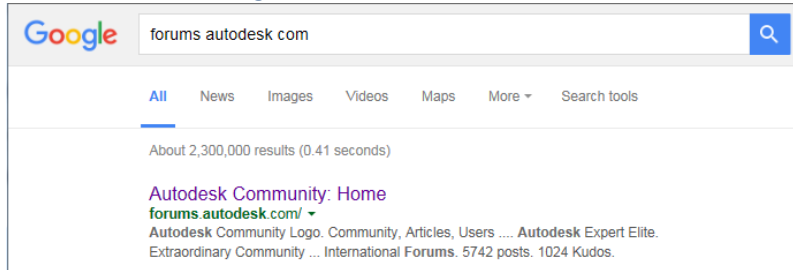 Google forums autodesk com
All News Images Videos Maps More Search tools
About 2,300,000 results (0.41 seconds)
Autodesk Community: Home
forums.autodesk.com/
Autodesk Community Logo. Community, Articles, Users .... Autodesk Expert Elite.
Extraordinary Community ... International Forums. 5742 posts. 1024 Kudos.